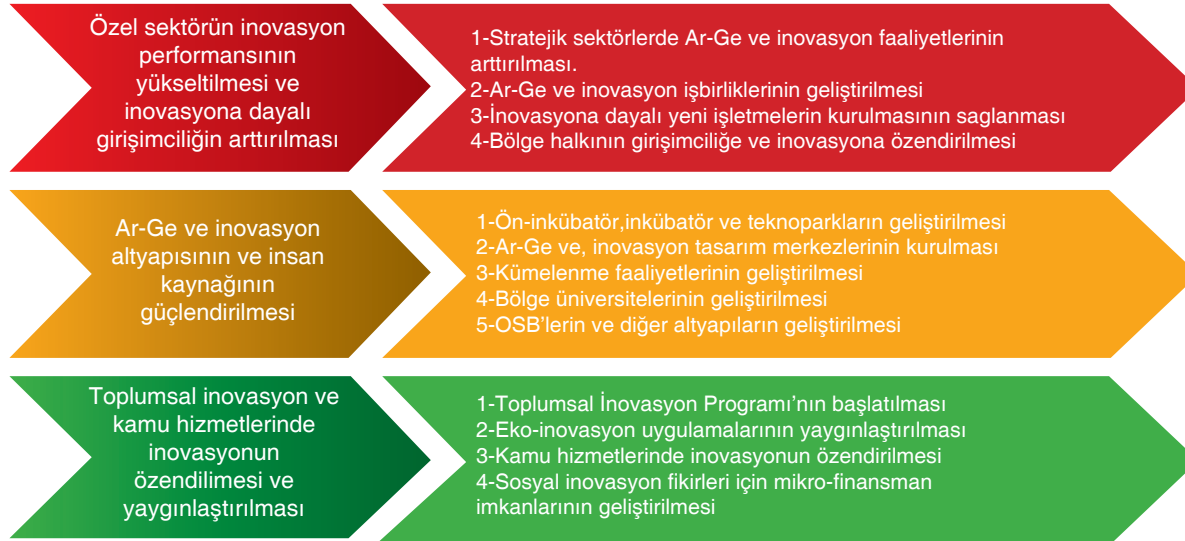 Özel sektörün inovasyon
performansının
yükseltilmesi ve
inovasyona dayalı
girişimciliğin arttırılması
1-Stratejik sektörlerde Ar-Ge ve inovasyon faaliyetlerinin
arttırılması.
2-Ar-Ge ve inovasyon işbirliklerinin geliştirilmesi
3-İnovasyona dayalı yeni işletmelerin kurulmasının saglanması
4-Bölge halkının girişimciliğe ve inovasyona özendirilmesi
Ar-Ge ve inovasyon
altyapısının ve insan
kaynağının
güçlendirilmesi
1-Ön-inkübatör,inkübatör ve teknoparkların geliştirilmesi
2-Ar-Ge ve, inovasyon tasarım merkezlerinin kurulması
3-Kümelenme faaliyetlerinin geliştirilmesi
4-Bölge üniversitelerinin geliştirilmesi
5-OSB'lerin ve diğer altyapıların geliştirilmesi
Toplumsal inovasyon ve
kamu hizmetlerinde
inovasyonun
özendilimesi ve
yaygınlaştırılması
1-Toplumsal İnovasyon Programı'nın başlatılması
2-Eko-inovasyon uygulamalarının yaygınlaştırılması
3-Kamu hizmetlerinde inovasyonun özendirilmesi
4-Sosyal inovasyon fikirleri için mikro-finansman
imkanlarının geliştirilmesi